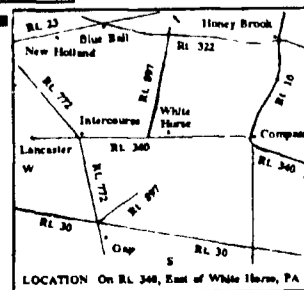 Rt. 23
Honey Brook
Blue Ball
New Holland
Rt. 322
Rt. 772
Rt. 897
Rt. 10
Intercourse
White
Horse
Compass
Lancaster
Rt. 340
W
Rt. 340
Rt. 772
Rt. 897
Rt. 30
Gap
Rt. 30
S
LOCATION On Rt. 340, East of White Horse, PA